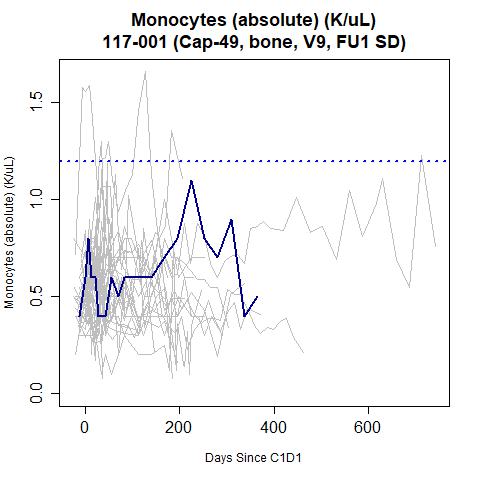 Monocytes (absolute) (K/uL)
117-001 (Cap-49, bone, V9, FU1 SD)
Monocytes (absolute) (K/uL)
1.5
1.0
0.5
0.0
0 200 400 600
Days Since C1D1